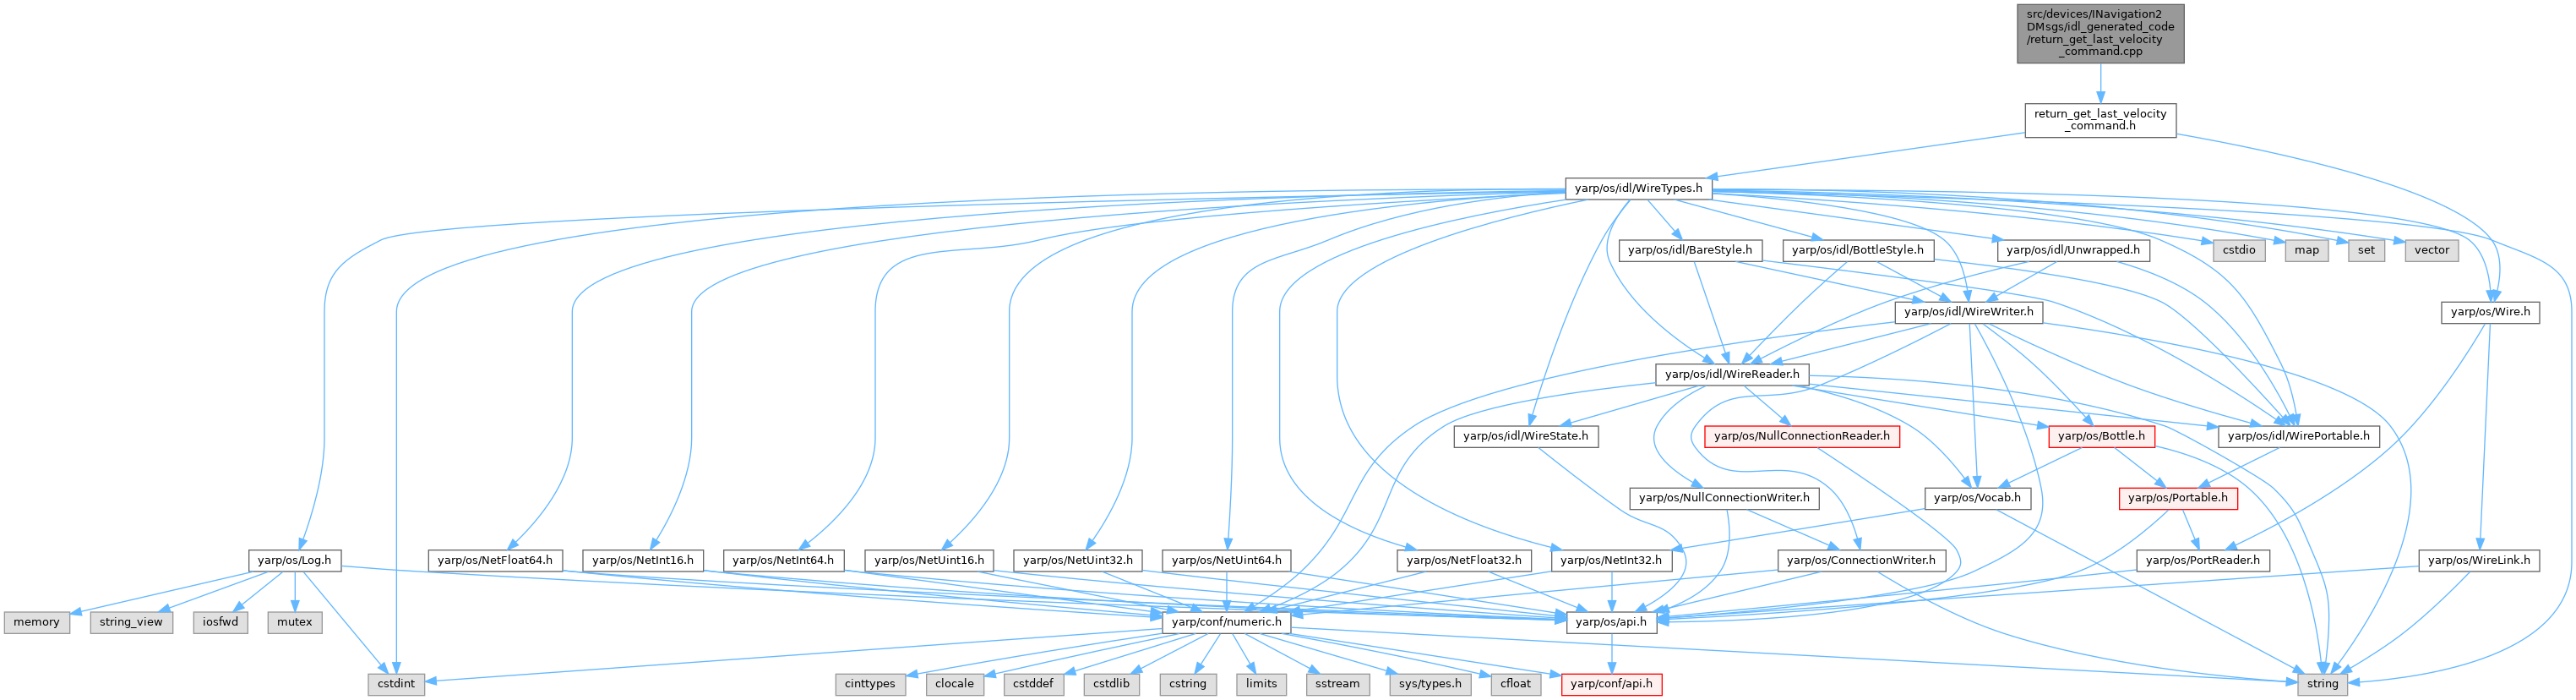 src/devices/INavigation2
DMsgs/idl_generated_code
/return_get_last_velocity
_command.cpp
return_get_last_velocity
_command.h
yarp/os/idl/WireTypes.h
yarp/os/idl/BareStyle.h
yarp/os/idl/BottleStyle.h
yarp/os/idl/Unwrapped.h
cstdio
map
set
vector
yarp/os/idl/WireWriter.h
yarp/os/Wire.h
yarp/os/idl/WireReader.h
yarp/os/idl/WireState.h
yarp/os/NullConnectionReader.h
yarp/os/Bottle.h
yarp/os/idl/WirePortable.h
yarp/os/NullConnectionWriter.h
yarp/os/Vocab.h
yarp/os/Portable.h
yarp/os/Log.h
yarp/os/NetFloat64.h
yarp/os/NetInt16.h
yarp/os/NetInt64.h
yarp/os/NetUint16.h
yarp/os/NetUint32.h
yarp/os/NetUint64.h
yarp/os/NetFloat32.h
yarp/os/NetInt32.h
yarp/os/ConnectionWriter.h
yarp/os/PortReader.h
yarp/os/WireLink.h
memory
string_view
iosfwd
mutex
yarp/conf/numeric.h
yarp/os/api.h
cstdint
cinttypes
clocale
cstddef
cstdlib
cstring
limits
sstream
sys/types.h
cfloat
yarp/conf/api.h
string